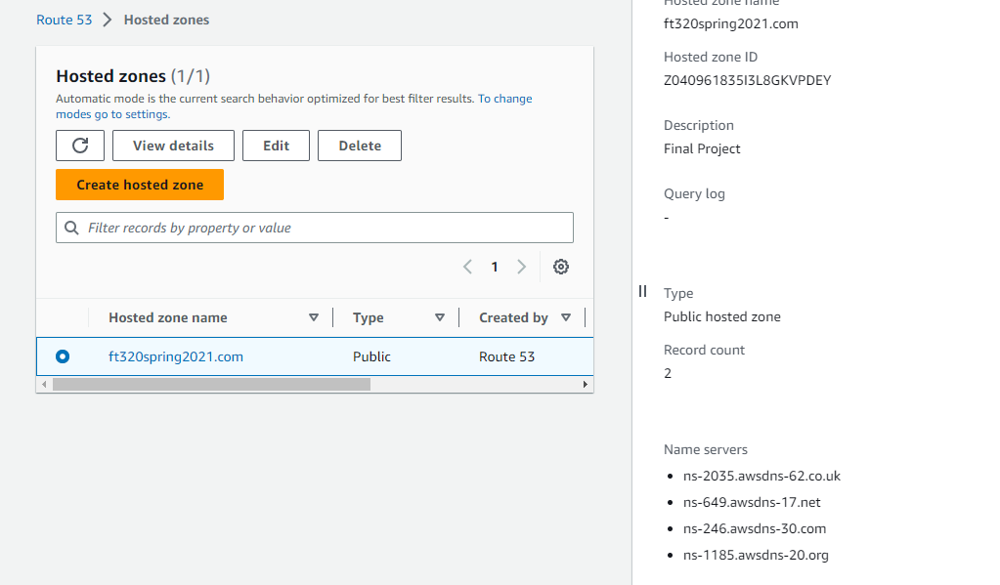 Route 53 > Hosted zones
Hosted zones (1/1)
Automatic mode is the current search behavior optimized for best filter results. To change
modes go to settings.
View details
Edit
Delete
Create hosted zone
Filter records by property or value
1
Hosted zone name
Type
Created by
ft320spring2021.com
Public
Route 53
Hosted zone name
ft320spring2021.com
Hosted zone ID
Z040961835I3L8GKVPDEY
Description
Final Project
Query log
-
Type
Public hosted zone
Record count
2
Name servers
ns-2035.awsdns-62.co.uk
ns-649.awsdns-17.net
ns-246.awsdns-30.com
ns-1185.awsdns-20.org